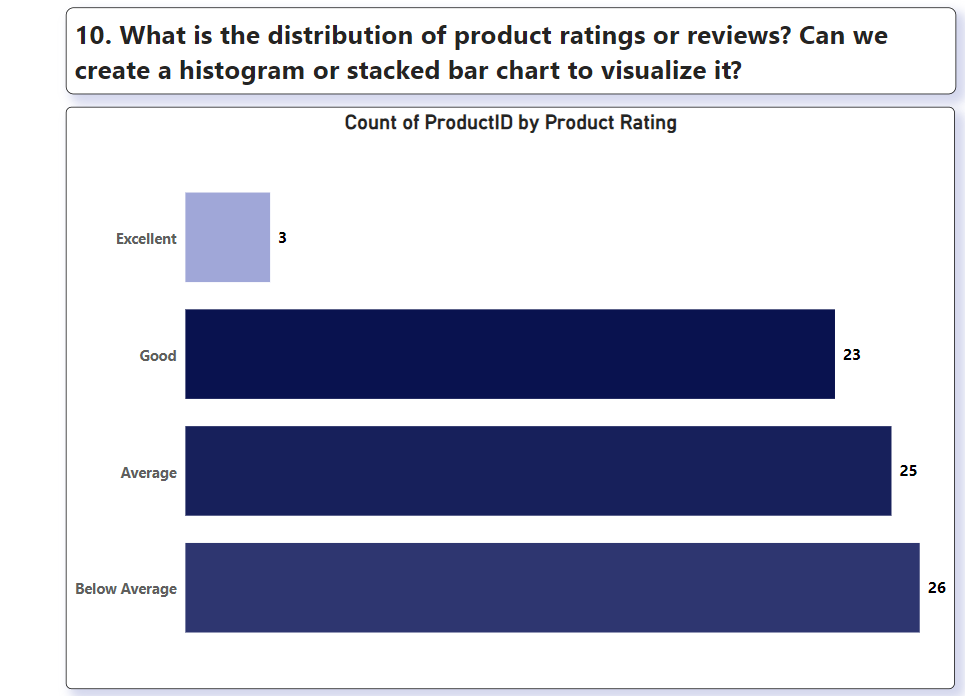 10. What is the distribution of product ratings or reviews? Can we
create a histogram or stacked bar chart to visualize it?
Count of ProductID by Product Rating
Excellent 3
Good 23
Average 25
Below Average 26